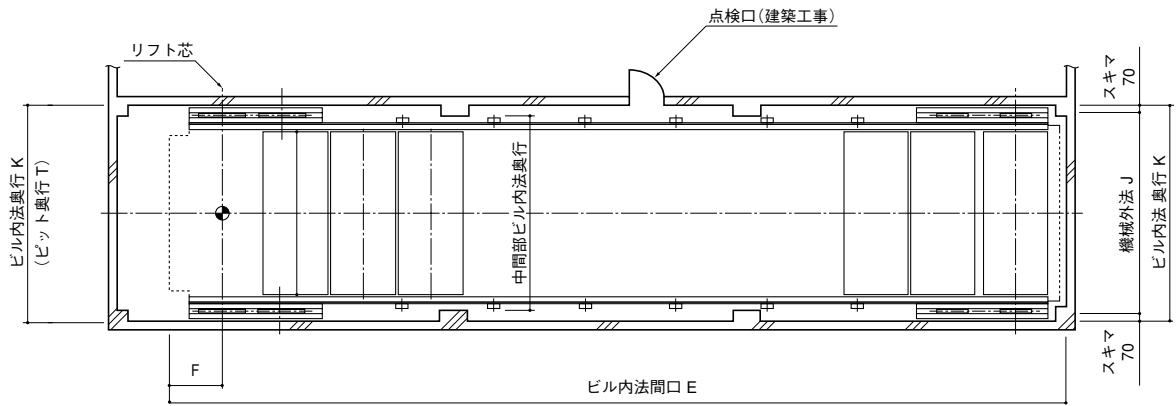 点検口(建築工事)
リフト芯
スキマ
70
ビル内法奥行 K
(ピット奥行 T)
中間部ビル内法奥行
機械外法 J
ビル内法奥行 K
スキマ
70
F
ビル内法間口 E